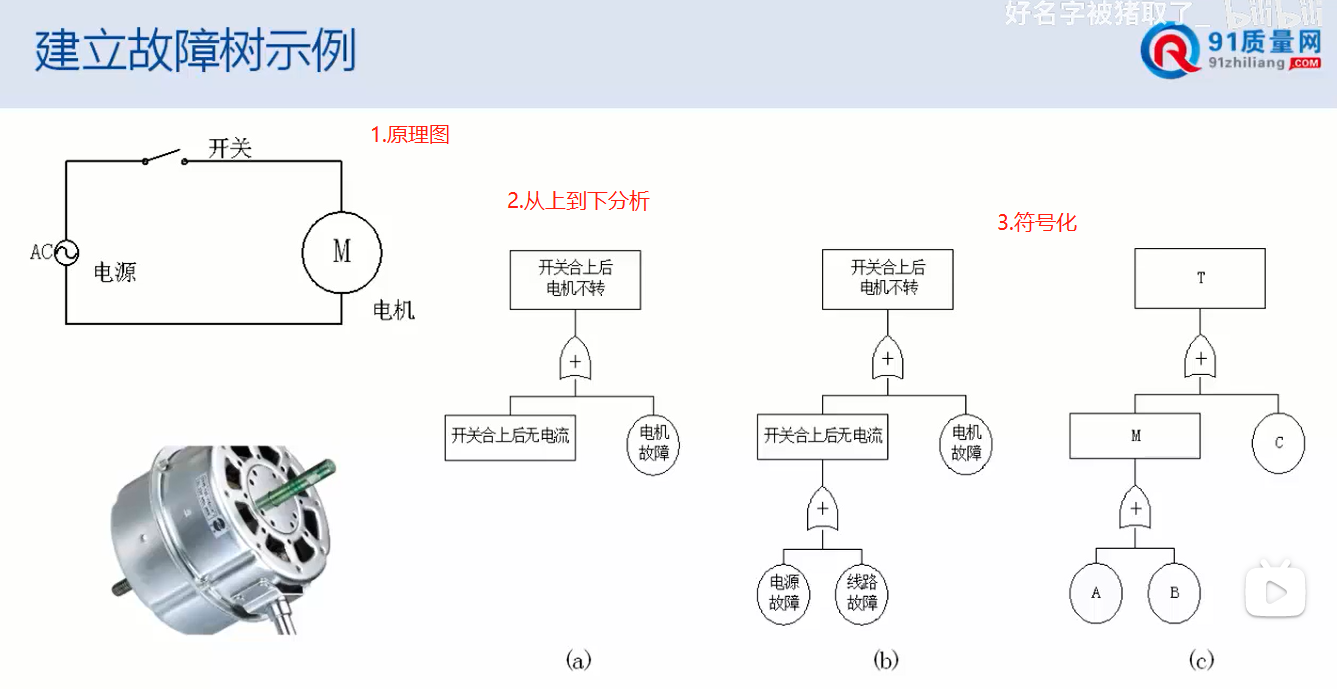 好名字被猪取了_ bilibili
建立故障树示例
91质量网
91zhiliang .COM
1.原理图
开关
AC
电源
M
电机
2.从上到下分析
3.符号化
开关合上后
电机不转
+
开关合上后无电流
电机
故障
(a)
开关合上后
电机不转
+
开关合上后无电流
电机
故障
+
电源
故障
线路
故障
(b)
T
+
M
C
+
A
B
(c)